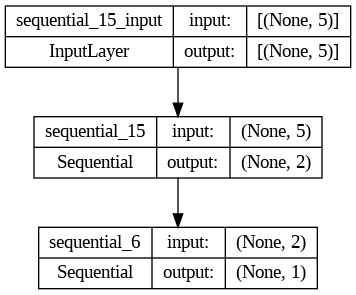 sequential_15_input input: [(None, 5)]
InputLayer output: [(None, 5)]
sequential_15 input: (None, 5)
Sequential output: (None, 2)
sequential_6 input: (None, 2)
Sequential output: (None, 1)